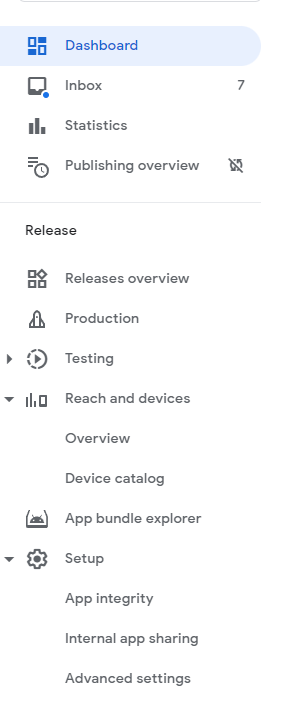 Dashboard
Inbox 7
Statistics
Publishing overview
Release
Releases overview
Production
Testing
Reach and devices
Overview
Device catalog
App bundle explorer
Setup
App integrity
Internal app sharing
Advanced settings